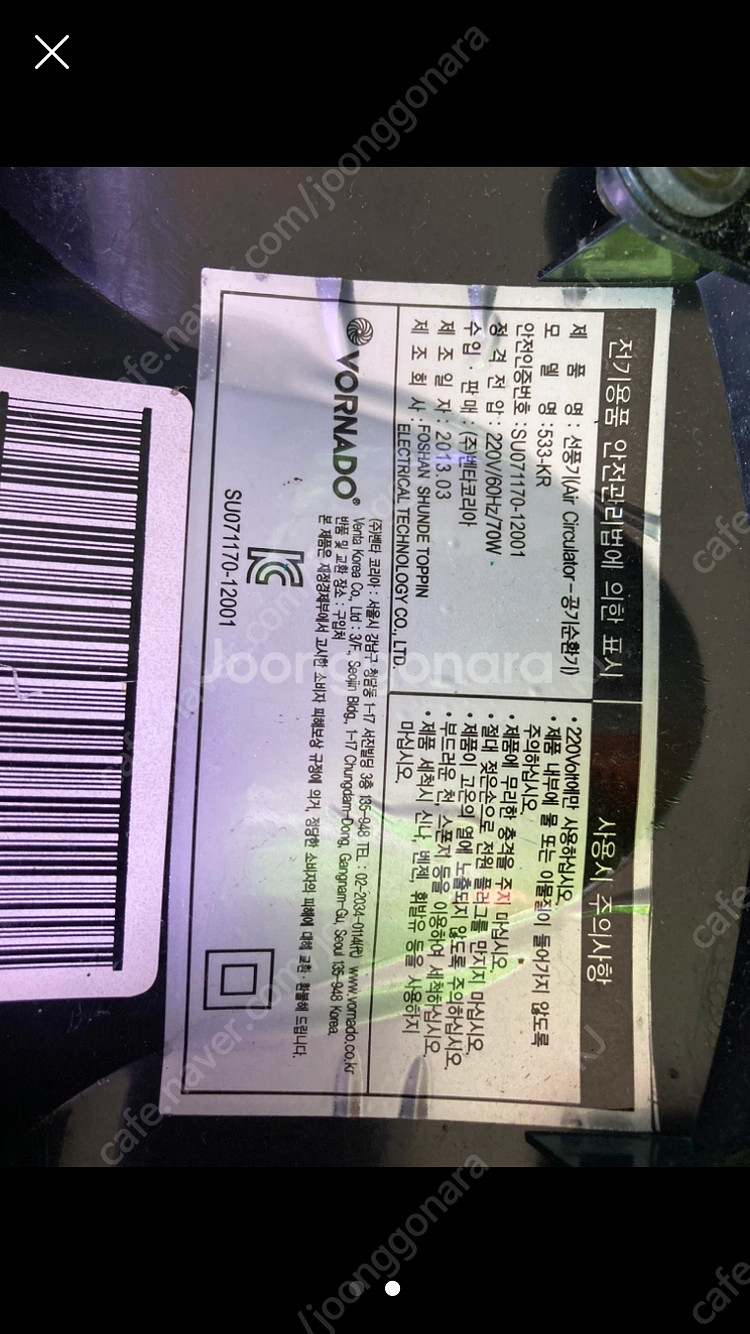 전기용품 안전관리법에 의한 표시
제 품 명 : 선풍기(Air Circulator-공기순환기)
모 델 명 : 533-KR
안전인증번호 : SU071170-12001
정 격 전 압 : 220V/60Hz/70W
수입 · 판매 : (주)벤타코리아
제 조 일 자 : 2013.03
제 조 회 사 : FOSHAN SHUNDE TOPPIN
ELECTRICAL TECHNOLOGY CO., LTD.
사용시 주의사항
• 220Volt에만 사용하십시오.
• 제품 내부에 물 또는 이물질이 들어가지 않도록
주의하십시오.
• 제품에 무리한 충격을 주지 마십시오.
• 절대 젖은손으로 전원 플러그를 만지지 마십시오.
• 제품이 고온의 열에 노출되지 않도록 주의하십시오.
• 부드러운 천 스폰지 등을 이용하여 세척하십시오.
• 제품 세척시 신나, 벤젠, 휘발유 등을 사용하지
마십시오.
VORNADO®
(주)벤타 코리아 : 서울시 강남구 청담동 1-17 서진빌딩 3층 135-948 TEL : 02-2034-0114(代) www.vornado.co.kr
Venta Korea Co., Ltd : 3/F., Seojin Bldg., 1-17 Chungdam-Dong, Gangnam-Gu, Seoul 135-948 Korea.
반품 및 교환 장소 : 구입처
본 제품은 재정경제부에서 고시한 소비자 피해보상 규정에 의거, 정당한 소비자의 피해에 대해 교환 · 환불해 드립니다.
SU071170-12001
Joonggonara
cafe.naver.com/joonggonara